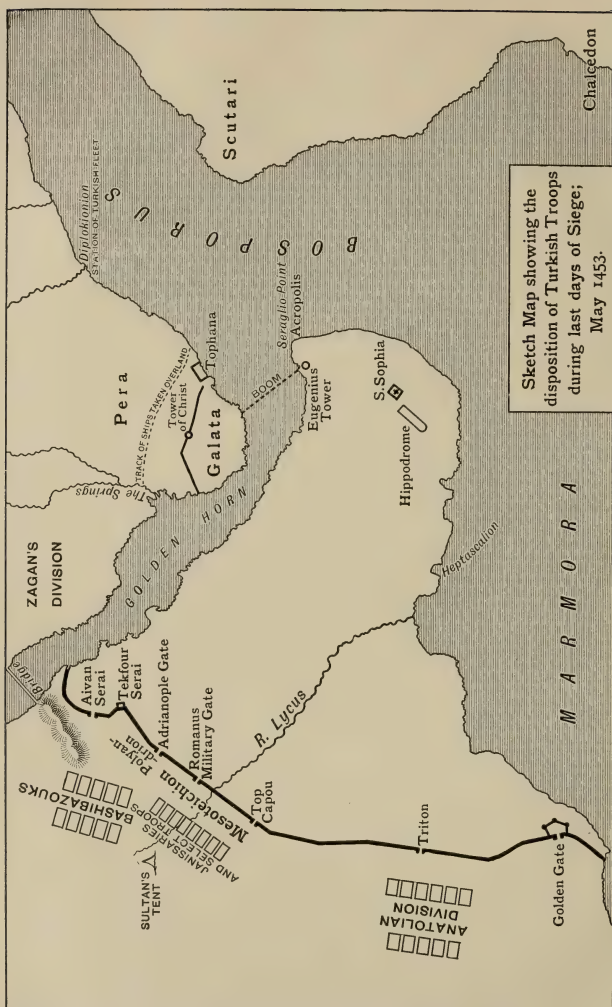 Sketch Map showing the
disposition of Turkish Troops
during last days of Siege;
May 1453.
Diplokionion
STATION OF TURKISH FLEET
Scutari
Chalcedon
BOSPORUS
Pera
TRACK OF SHIPS TAKEN OVERLAND
Tower
of Christ
Tophana
Galata
The Springs
ZAGAN'S
DIVISION
GOLDEN HORN
BOOM
Seraglio Point
Acropolis
Eugenius
Tower
S. Sophia
Hippodrome
Bridge
Aivan
Serai
Tekfour
Serai
Polyan-
drion
Adrianople Gate
Romanus
Military Gate
Mesoteichion
BASHIBAZOUKS
JANISSARIES
AND SELECT TROOPS
SULTAN'S
TENT
R. Lycus
Top
Capou
Heptascalion
MARMORA
Triton
ANATOLIAN
DIVISION
Golden Gate